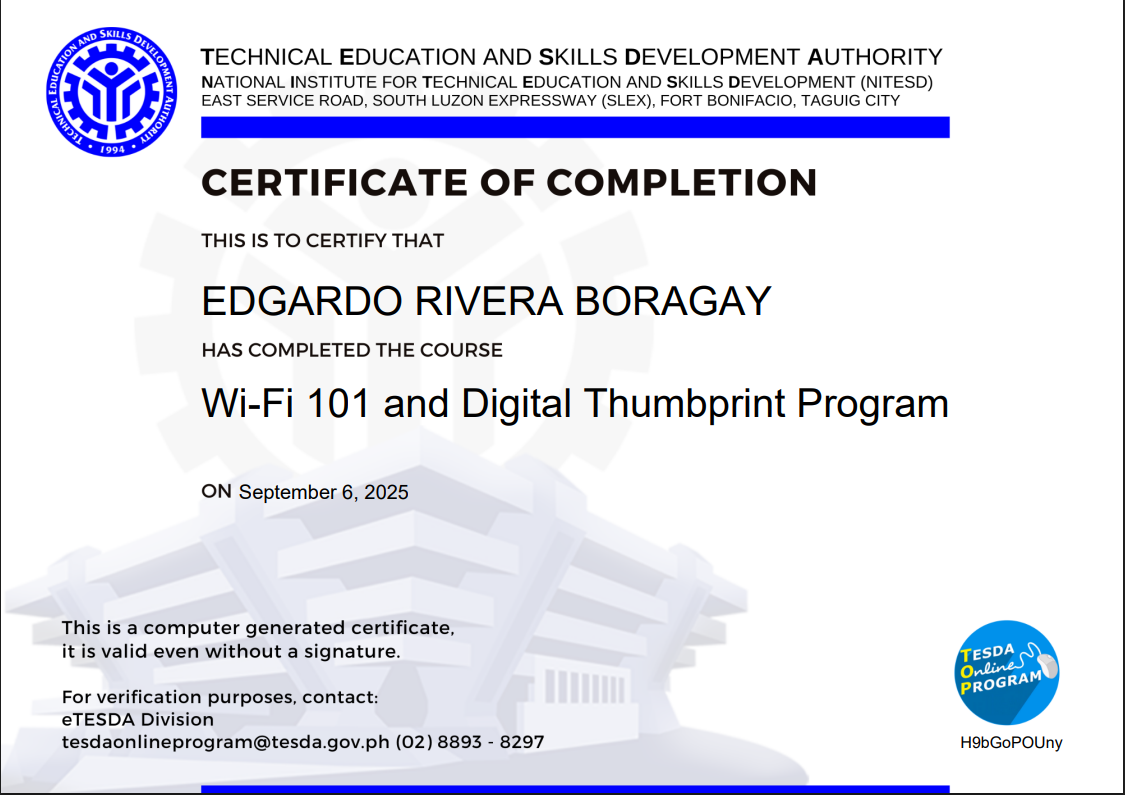 TECHNICAL EDUCATION AND SKILLS DEVELOPMENT AUTHORITY
• 1994 •
TECHNICAL EDUCATION AND SKILLS DEVELOPMENT AUTHORITY
NATIONAL INSTITUTE FOR TECHNICAL EDUCATION AND SKILLS DEVELOPMENT (NITESD)
EAST SERVICE ROAD, SOUTH LUZON EXPRESSWAY (SLEX), FORT BONIFACIO, TAGUIG CITY
CERTIFICATE OF COMPLETION
THIS IS TO CERTIFY THAT
EDGARDO RIVERA BORAGAY
HAS COMPLETED THE COURSE
Wi-Fi 101 and Digital Thumbprint Program
ON September 6, 2025
This is a computer generated certificate,
it is valid even without a signature.
For verification purposes, contact:
eTESDA Division
tesdaonlineprogram@tesda.gov.ph (02) 8893 - 8297
TESDA
Online
PROGRAM
H9bGoPOUny